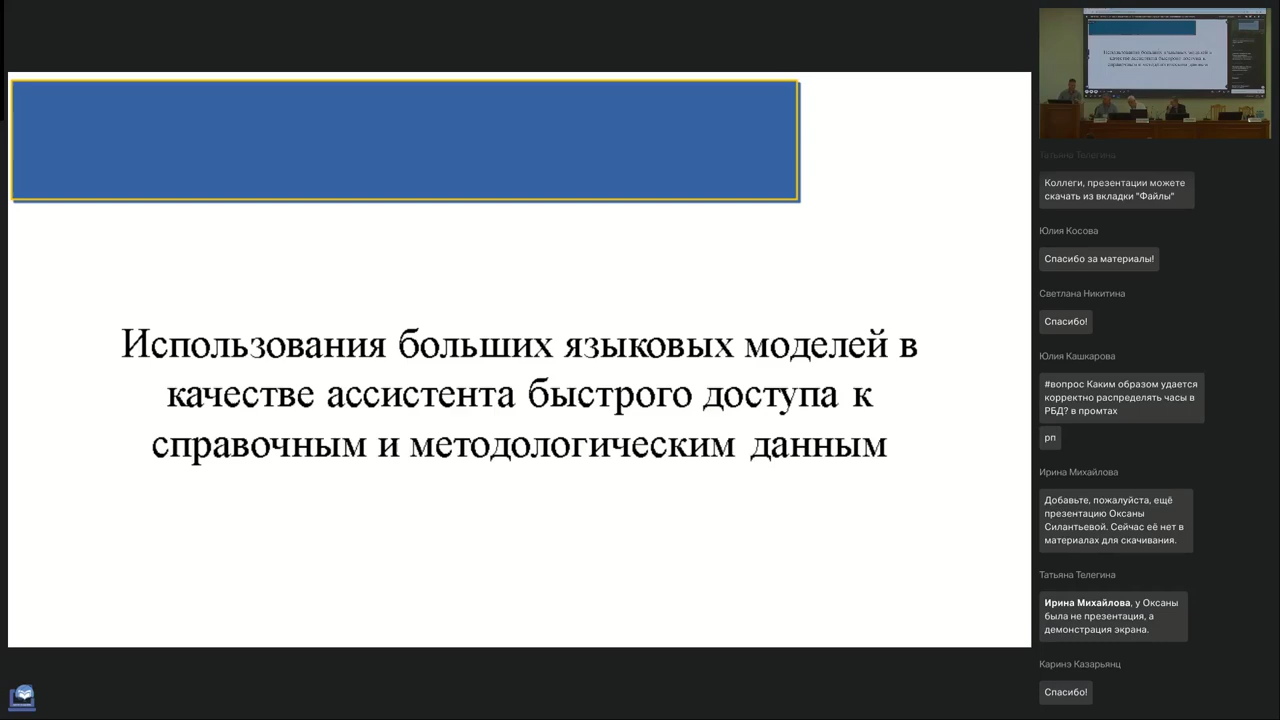 Использования больших языковых моделей в
качестве ассистента быстрого доступа к
справочным и методологическим данным
Татьяна Телегина
Коллеги, презентации можете
скачать из вкладки "Файлы"
Юлия Косова
Спасибо за материалы!
Светлана Никитина
Спасибо!
Юлия Кашкарова
#вопрос Каким образом удается
корректно распределять часы в
РБД? в промтах
рп
Ирина Михайлова
Добавьте, пожалуйста, ещё
презентацию Оксаны
Силантьевой. Сейчас её нет в
материалах для скачивания.
Татьяна Телегина
Ирина Михайлова, у Оксаны
была не презентация, а
демонстрация экрана.
Каринэ Казарьянц
Спасибо!